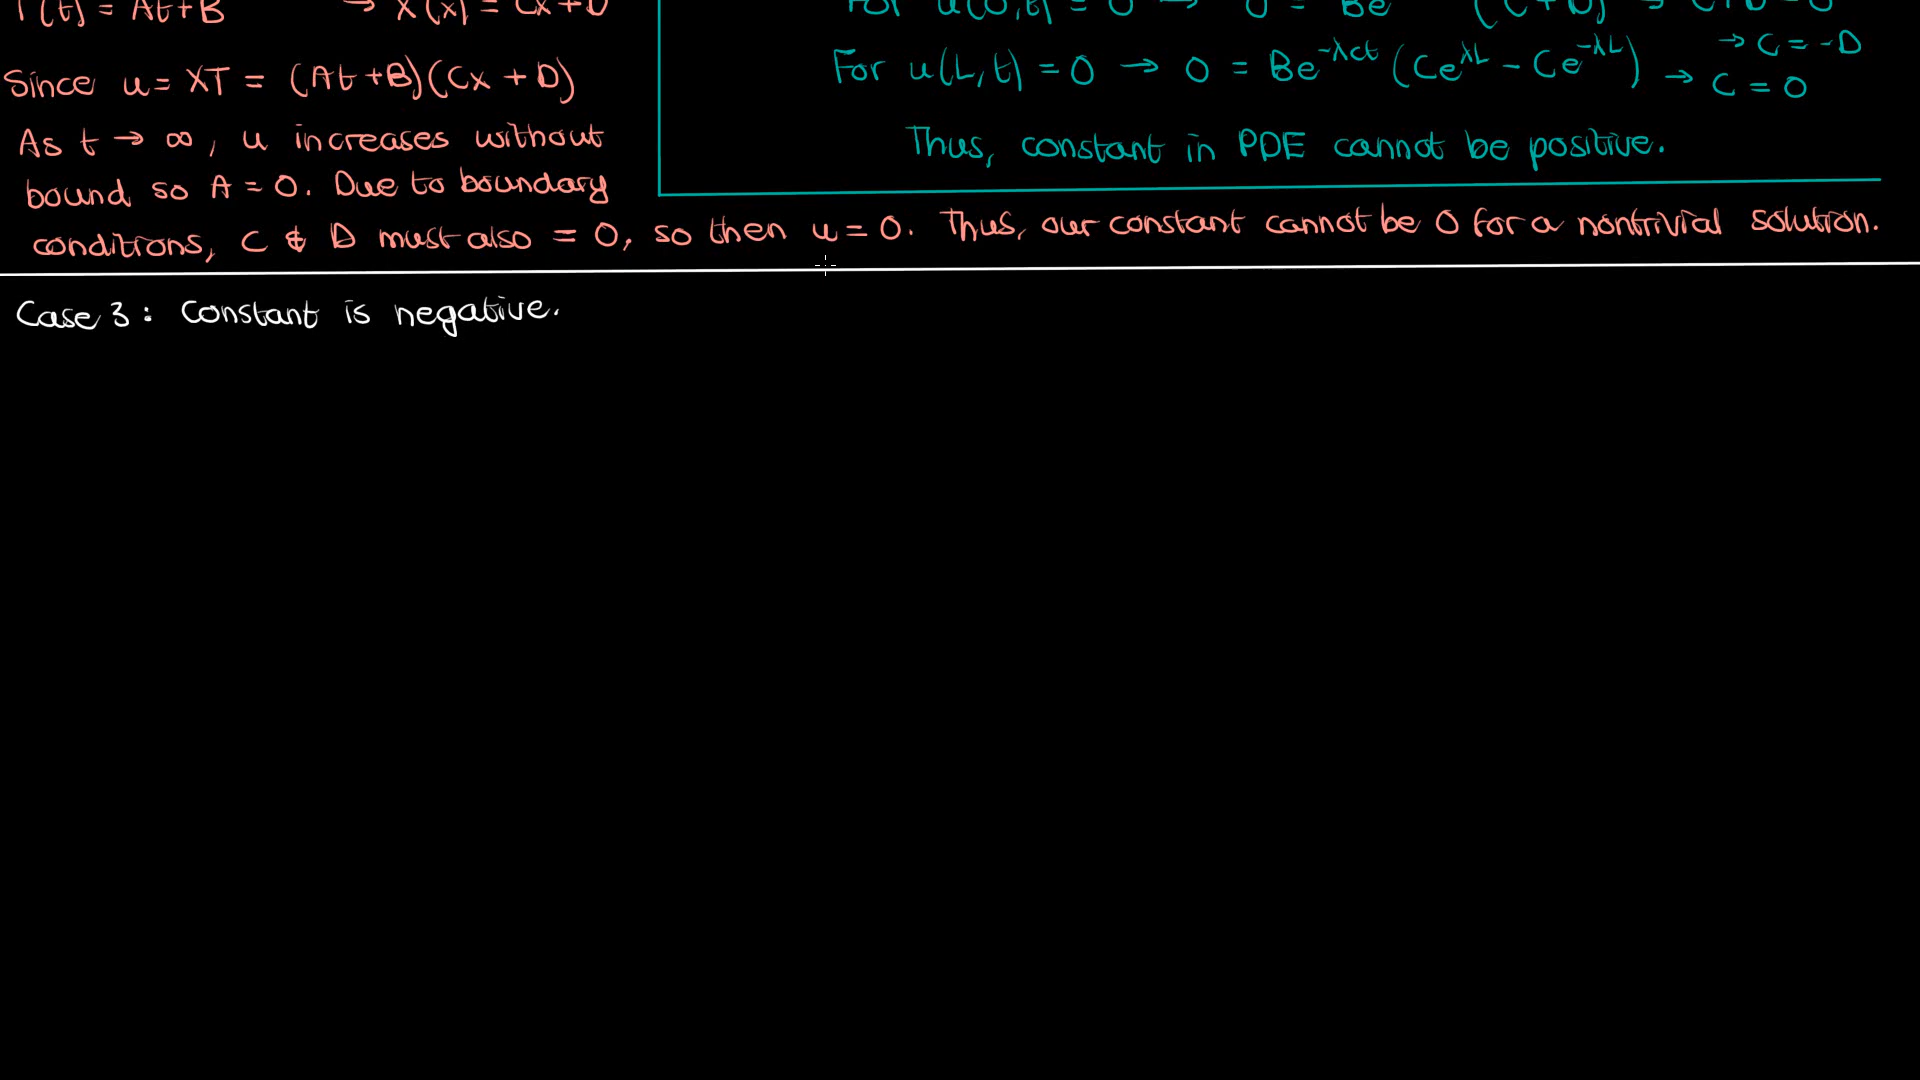 T(t) = At+B → X(x) = Cx+D
Since u = XT = (At+B)(Cx + D)
As t → ∞, u increases without
bound so A = 0. Due to boundary
conditions, C & D must also = 0, so then u = 0. Thus, our constant cannot be 0 for a nontrivial solution.
For u(0,t) = 0 → 0 = Be (C+D) → C+D = 0
→ C = -D
For u(L,t) = 0 → 0 = Be^{-λct} (Ce^{λL} - Ce^{-λL}) → C = 0
Thus, constant in PDE cannot be positive.
Case 3: Constant is negative.